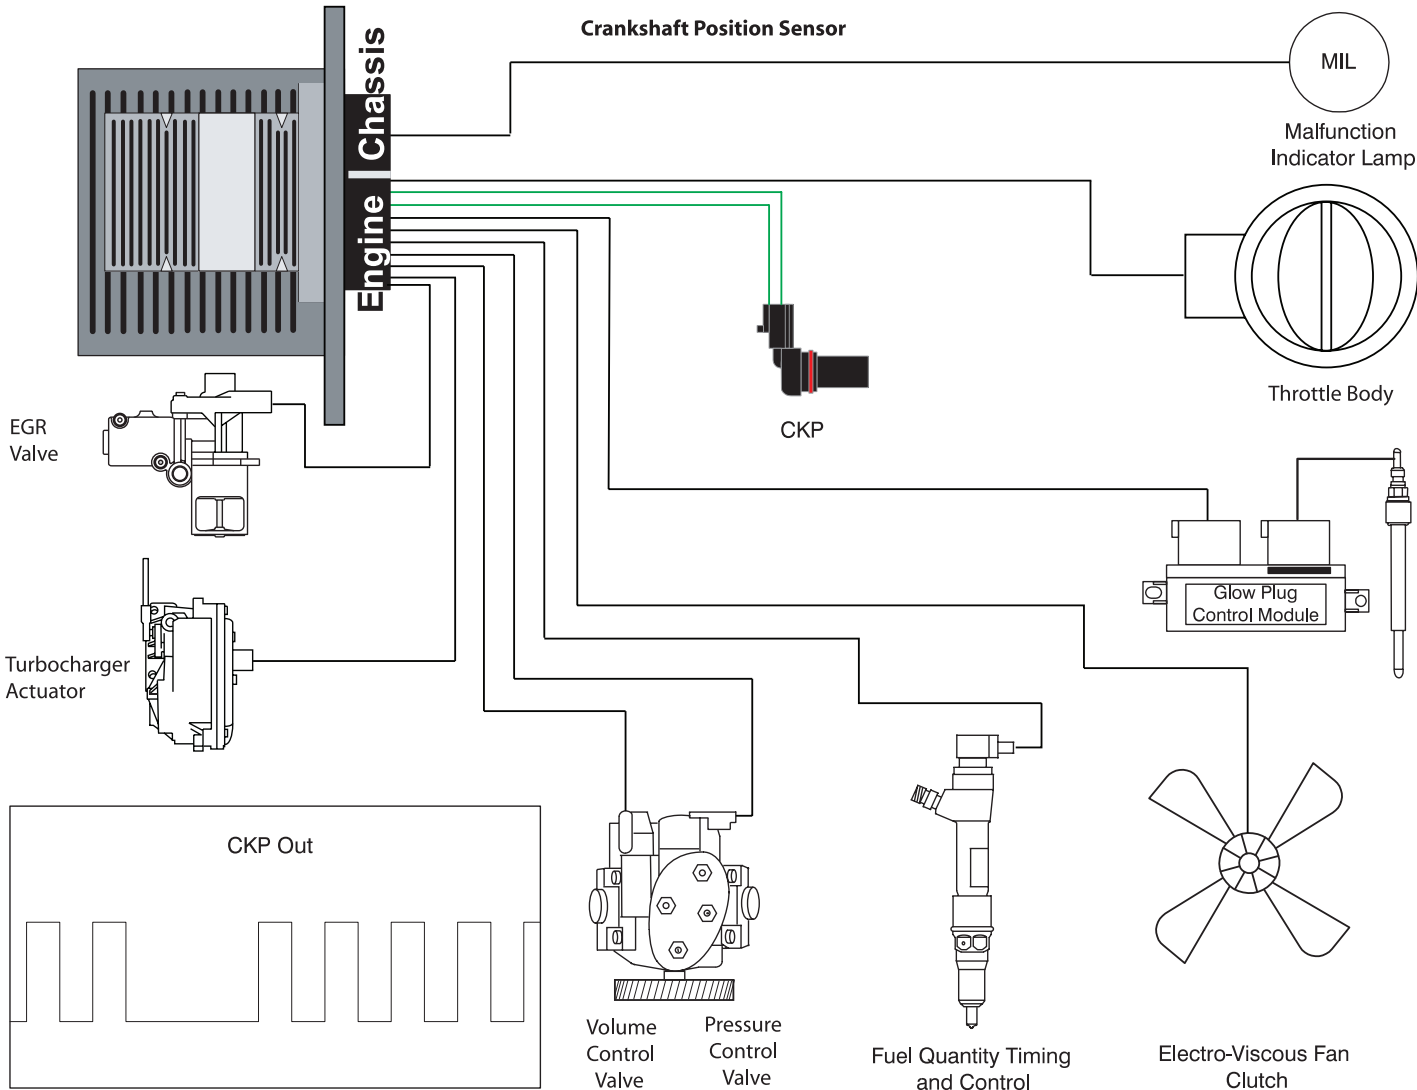 Crankshaft Position Sensor
Chassis
Engine
MIL
Malfunction
Indicator Lamp
Throttle Body
CKP
EGR
Valve
Glow Plug
Control Module
Turbocharger
Actuator
CKP Out
Volume
Control
Valve
Pressure
Control
Valve
Fuel Quantity Timing
and Control
Electro-Viscous Fan
Clutch